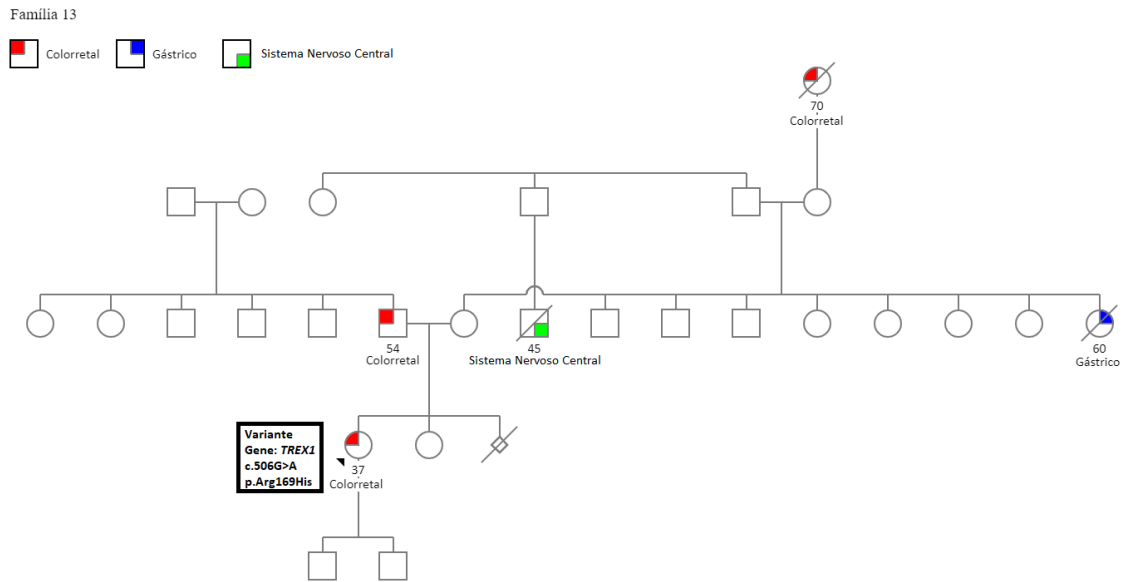 Família 13
Colorretal
Gástrico
Sistema Nervoso Central
70
Colorretal
54
Colorretal
45
Sistema Nervoso Central
60
Gástrico
Variante
Gene: TREX1
c.506G>A
p.Arg169His
37
Colorretal